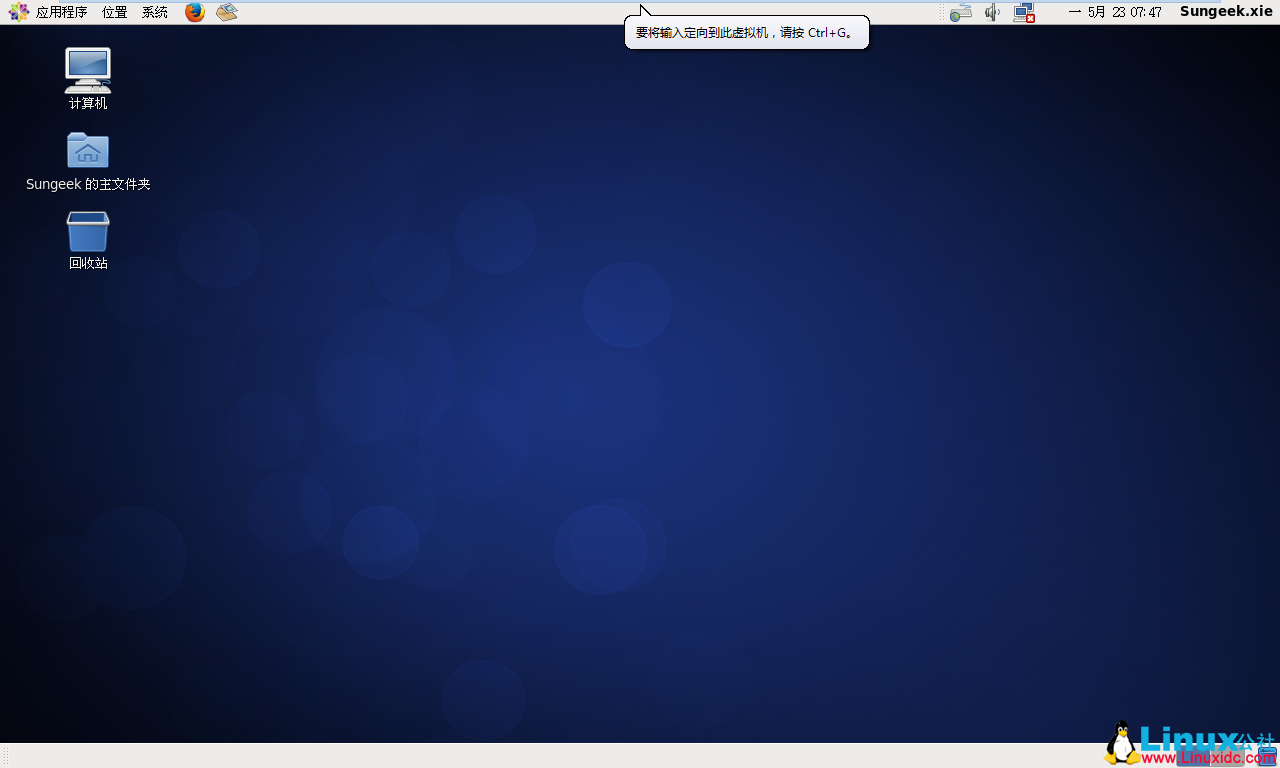 应用程序 位置 系统
一 5月 23 07:47 Sungeek.xie
要将输入定向到此虚拟机，请按 Ctrl+G。
计算机
Sungeek 的主文件夹
回收站
Linux公社
www.Linuxidc.com